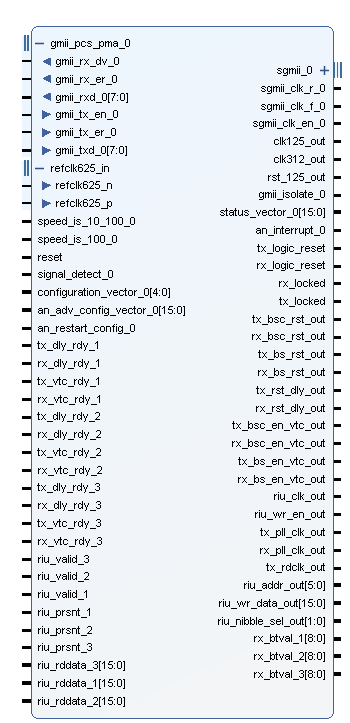 gmii_pcs_pma_0
gmii_rx_dv_0
gmii_rx_er_0
gmii_rxd_0[7:0]
gmii_tx_en_0
gmii_tx_er_0
gmii_txd_0[7:0]
refclk625_in
refclk625_n
refclk625_p
speed_is_10_100_0
speed_is_100_0
reset
signal_detect_0
configuration_vector_0[4:0]
an_adv_config_vector_0[15:0]
an_restart_config_0
tx_dly_rdy_1
rx_dly_rdy_1
tx_vtc_rdy_1
rx_vtc_rdy_1
tx_dly_rdy_2
rx_dly_rdy_2
tx_vtc_rdy_2
rx_vtc_rdy_2
tx_dly_rdy_3
rx_dly_rdy_3
tx_vtc_rdy_3
rx_vtc_rdy_3
riu_valid_3
riu_valid_2
riu_valid_1
riu_prsnt_1
riu_prsnt_2
riu_prsnt_3
riu_rddata_3[15:0]
riu_rddata_1[15:0]
riu_rddata_2[15:0]
sgmii_0
sgmii_clk_r_0
sgmii_clk_f_0
sgmii_clk_en_0
clk125_out
clk312_out
rst_125_out
gmii_isolate_0
status_vector_0[15:0]
an_interrupt_0
tx_logic_reset
rx_logic_reset
rx_locked
tx_locked
tx_bsc_rst_out
rx_bsc_rst_out
tx_bs_rst_out
rx_bs_rst_out
tx_rst_dly_out
rx_rst_dly_out
tx_bsc_en_vtc_out
rx_bsc_en_vtc_out
tx_bs_en_vtc_out
rx_bs_en_vtc_out
riu_clk_out
riu_wr_en_out
tx_pll_clk_out
rx_pll_clk_out
tx_rdclk_out
riu_addr_out[5:0]
riu_wr_data_out[15:0]
riu_nibble_sel_out[1:0]
rx_btval_1[8:0]
rx_btval_2[8:0]
rx_btval_3[8:0]